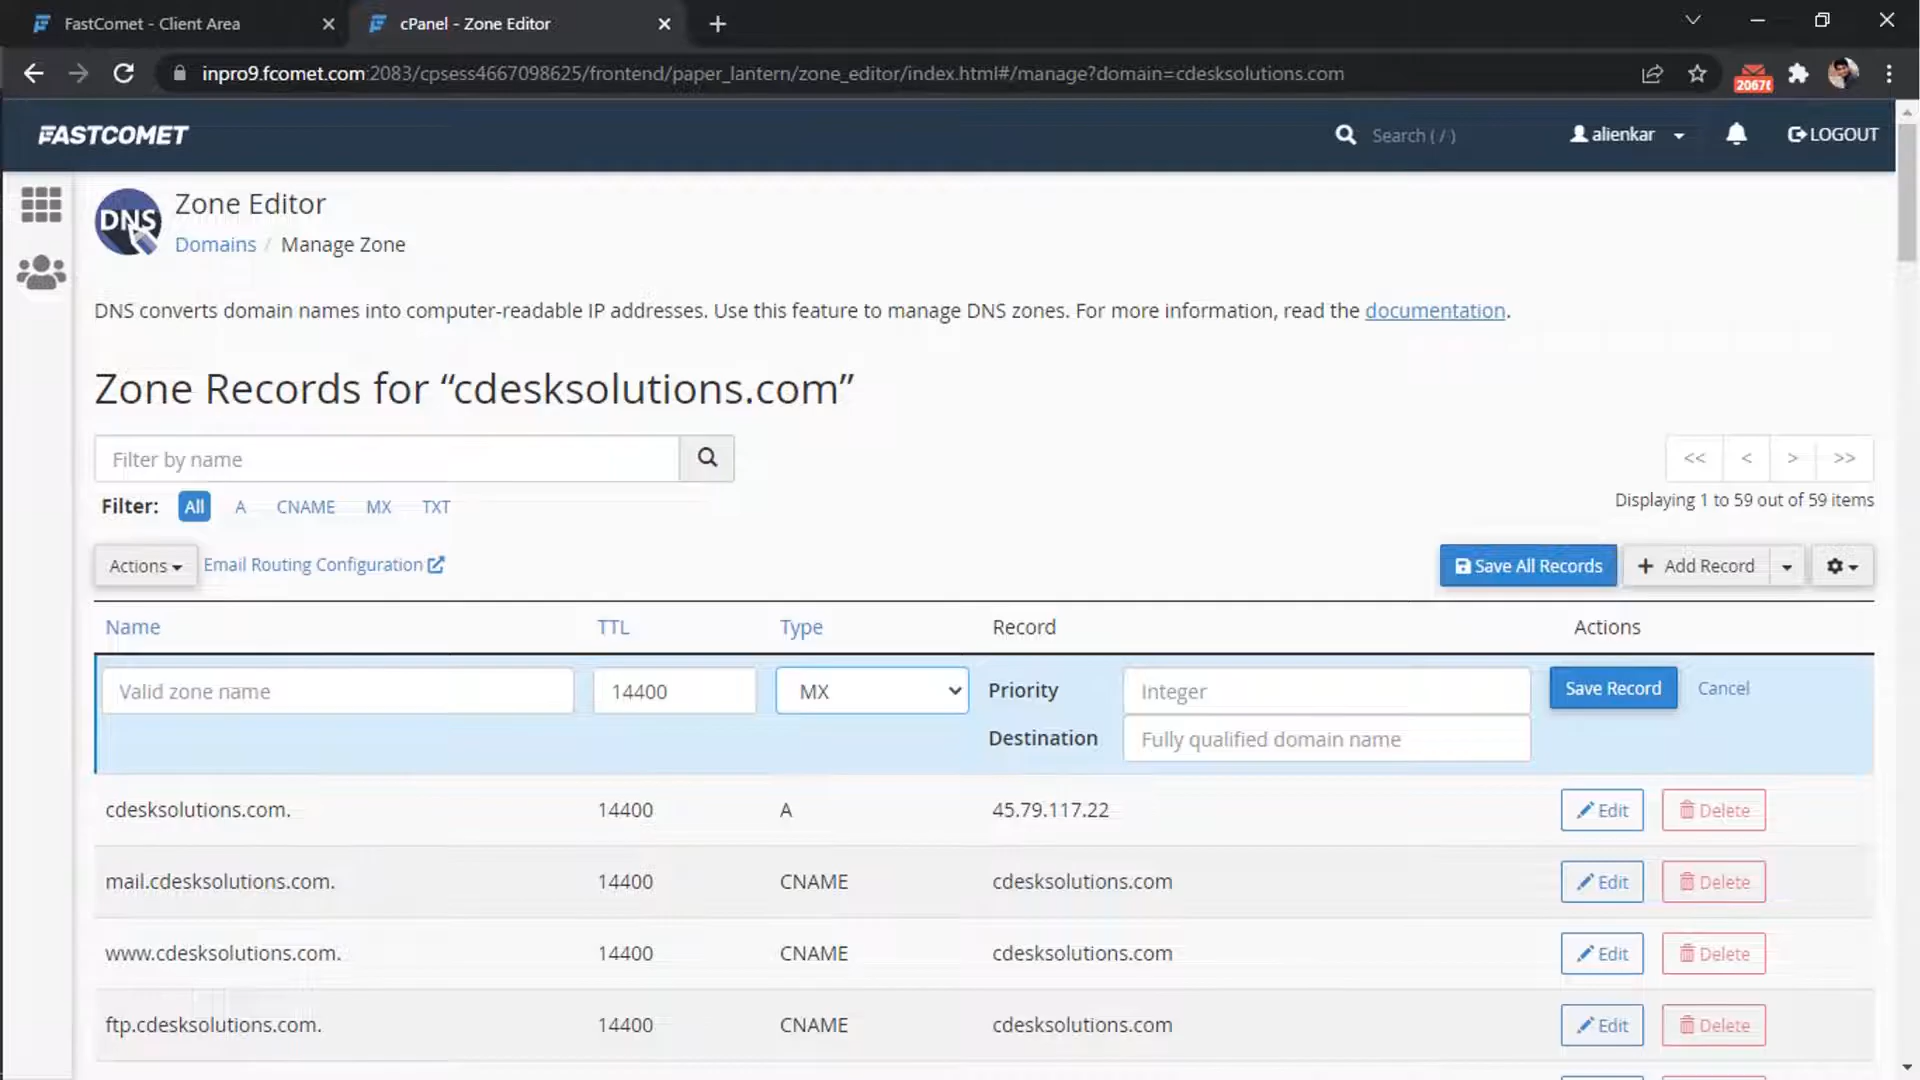 FastComet - Client Area
cPanel - Zone Editor
inpro9.fcomet.com:2083/cpsess4667098625/frontend/paper_lantern/zone_editor/index.html#/manage?domain=cdesksolutions.com
FASTCOMET
Search ( / )
alienkar
LOGOUT
DNS
Zone Editor
Domains / Manage Zone
DNS converts domain names into computer-readable IP addresses. Use this feature to manage DNS zones. For more information, read the documentation.
Zone Records for “cdesksolutions.com”
Filter by name
<< < > >>
Filter: All A CNAME MX TXT
Displaying 1 to 59 out of 59 items
Actions Email Routing Configuration Save All Records + Add Record
Name TTL Type Record Actions
Valid zone name 14400 MX Priority Integer Save Record Cancel
Destination Fully qualified domain name
cdesksolutions.com. 14400 A 45.79.117.22 Edit Delete
mail.cdesksolutions.com. 14400 CNAME cdesksolutions.com Edit Delete
www.cdesksolutions.com. 14400 CNAME cdesksolutions.com Edit Delete
ftp.cdesksolutions.com. 14400 CNAME cdesksolutions.com Edit Delete